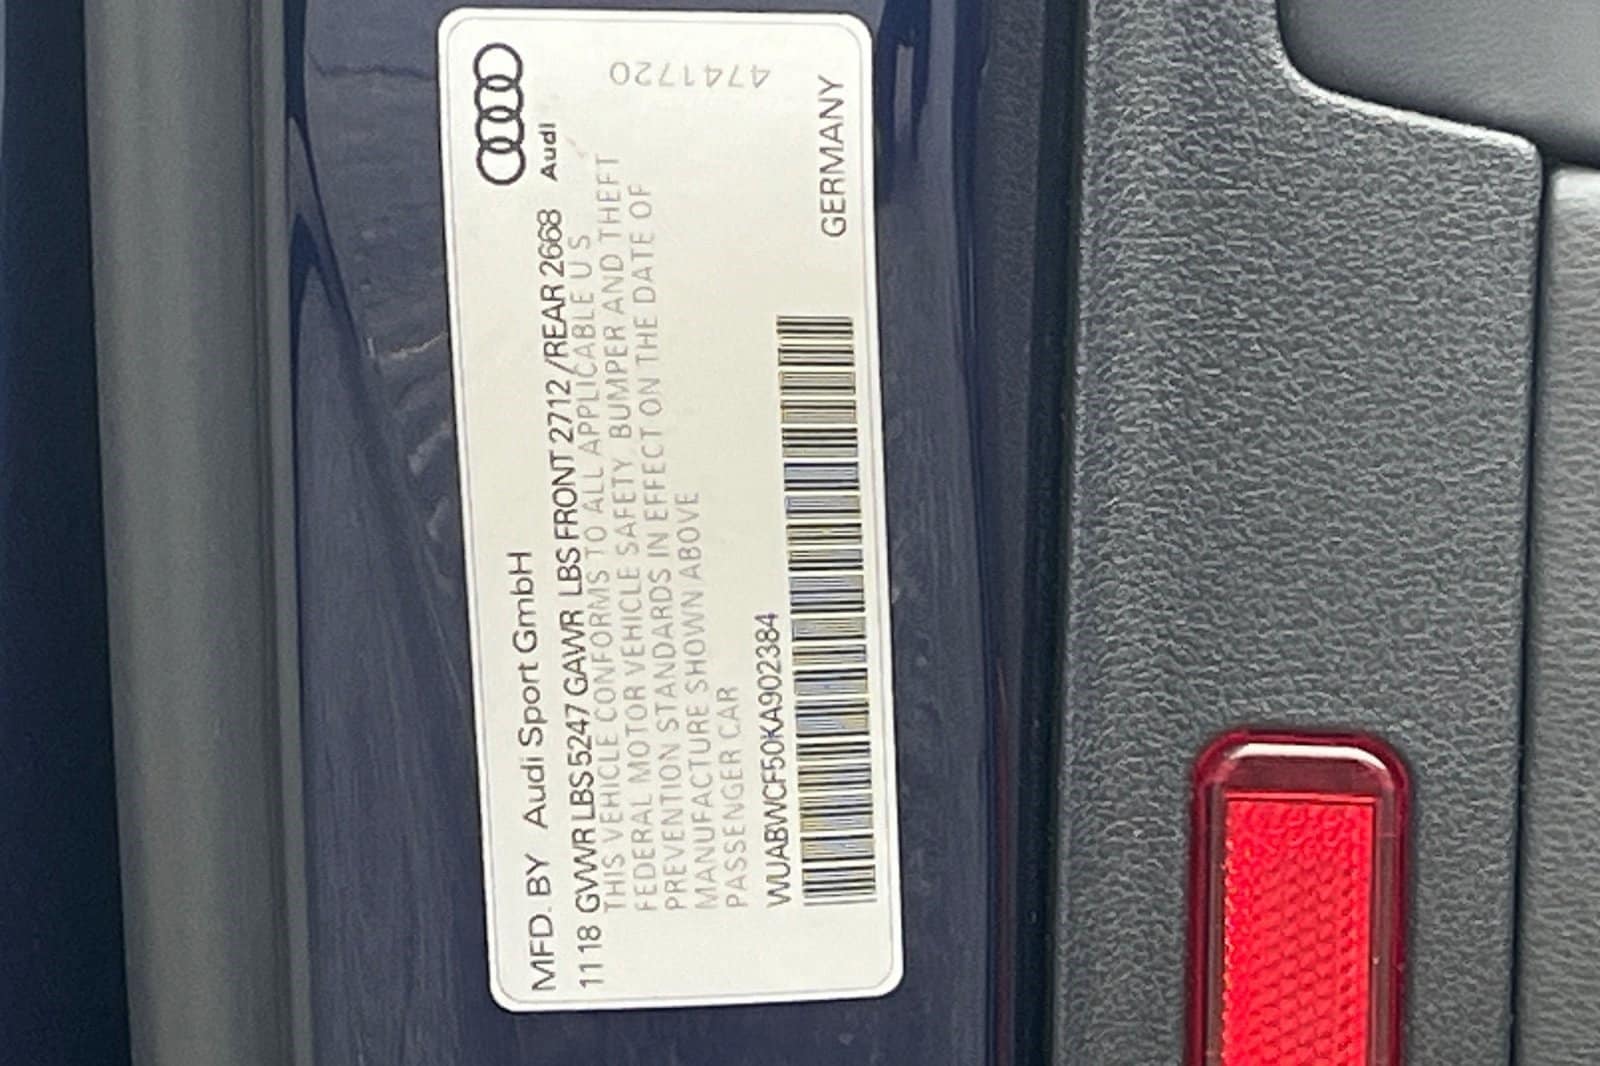 MFD. BY Audi Sport GmbH
Audi
11 18 GVWR LBS 5247 GAWR LBS FRONT 2712 /REAR 2668
THIS VEHICLE CONFORMS TO ALL APPLICABLE U S
FEDERAL MOTOR VEHICLE SAFETY, BUMPER AND THEFT
PREVENTION STANDARDS IN EFFECT ON THE DATE OF
MANUFACTURE SHOWN ABOVE
PASSENGER CAR
WUABWCF50KA902384
GERMANY
4741720